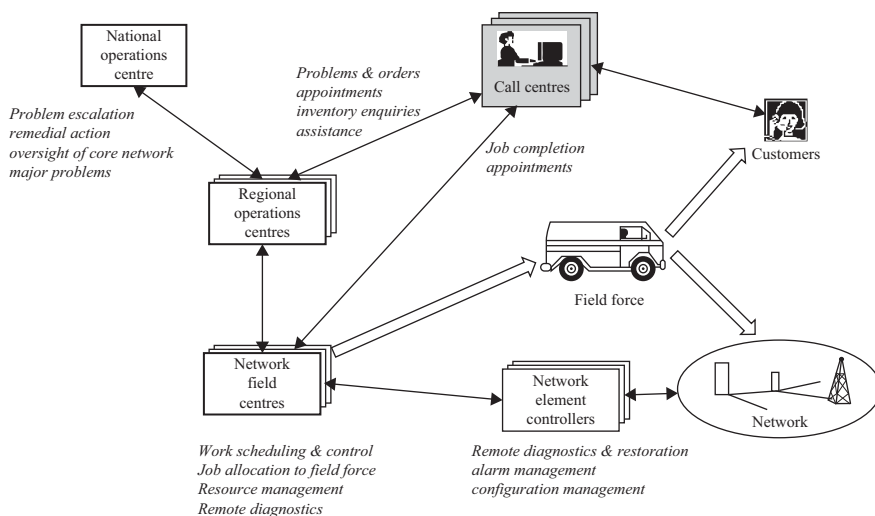 National
operations
centre
Problem escalation
remedial action
oversight of core network
major problems
Problems & orders
appointments
inventory enquiries
assistance
Call centres
Job completion
appointments
Customers
Regional
operations
centres
Field force
Network
field
centres
Network
element
controllers
Network
Work scheduling & control
Job allocation to field force
Resource management
Remote diagnostics
Remote diagnostics & restoration
alarm management
configuration management